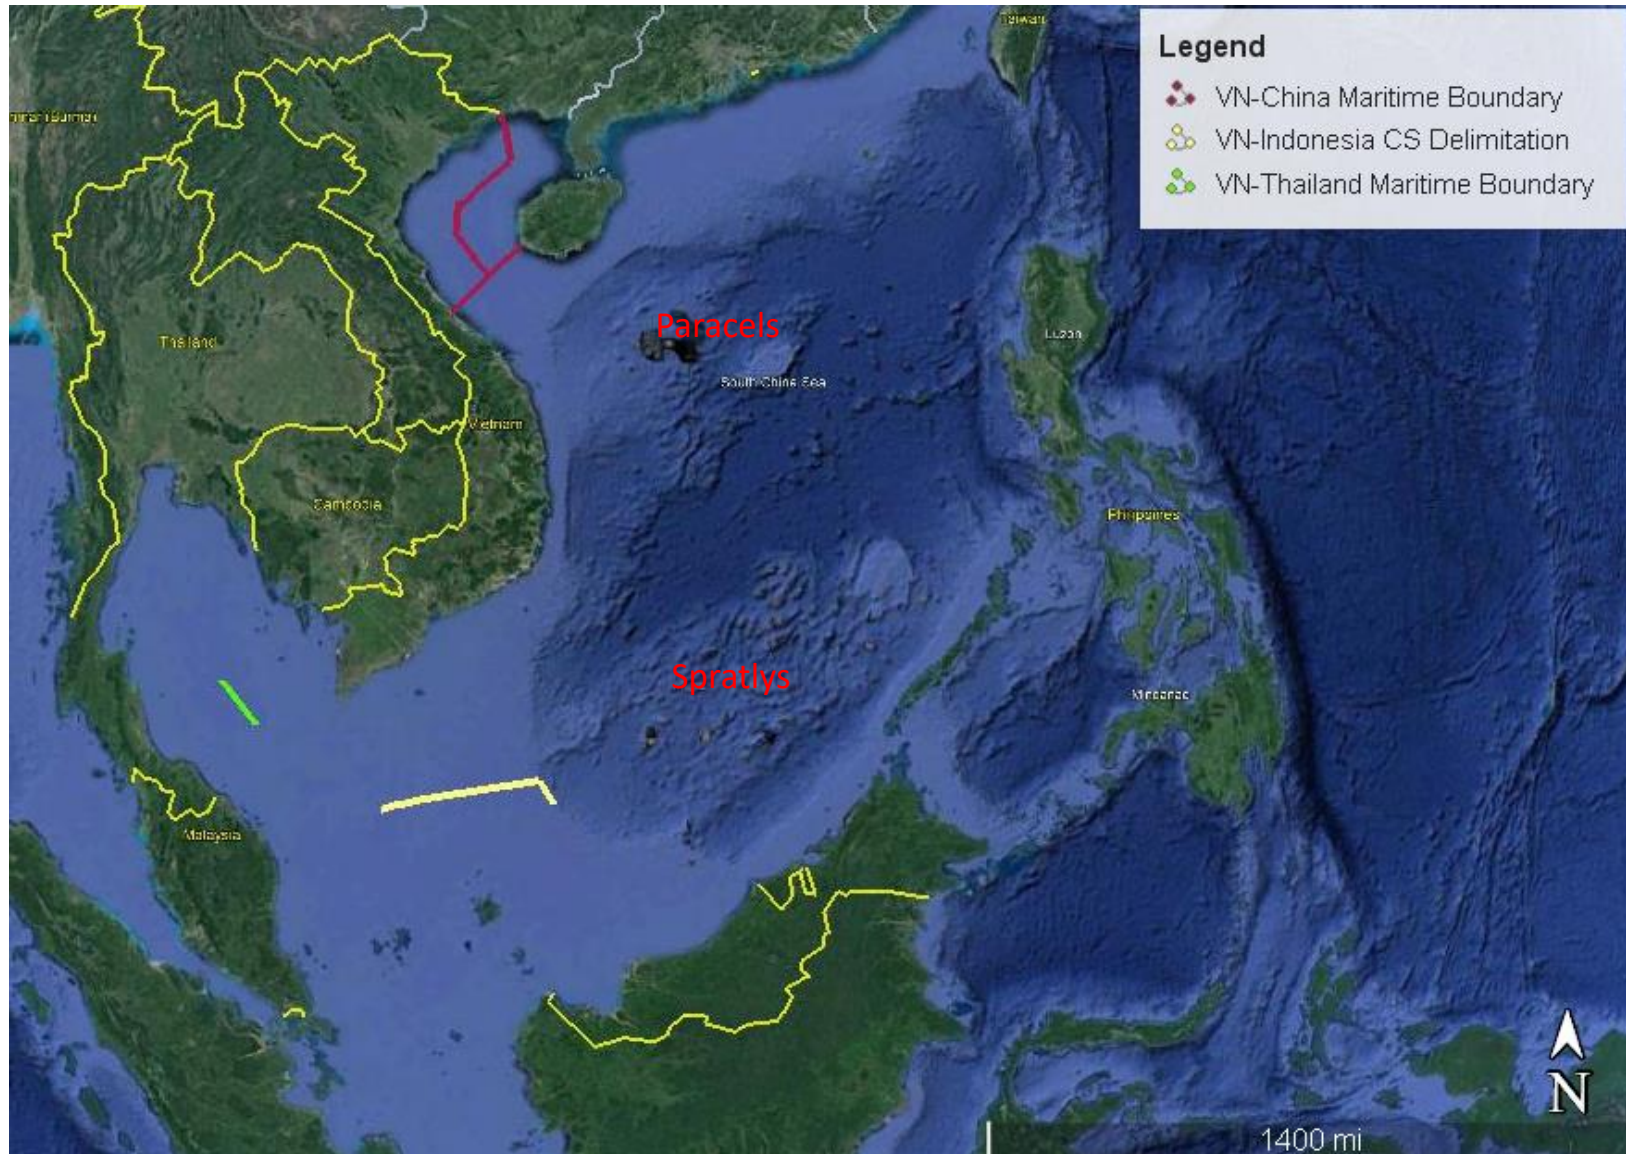 Taiwan
Legend
VN-China Maritime Boundary
VN-Indonesia CS Delimitation
VN-Thailand Maritime Boundary
Paracels
Thailand
Luzon
South China Sea
Vietnam
Cambodia
Philippines
Spratlys
Mindanao
Malaysia
N
1400 mi